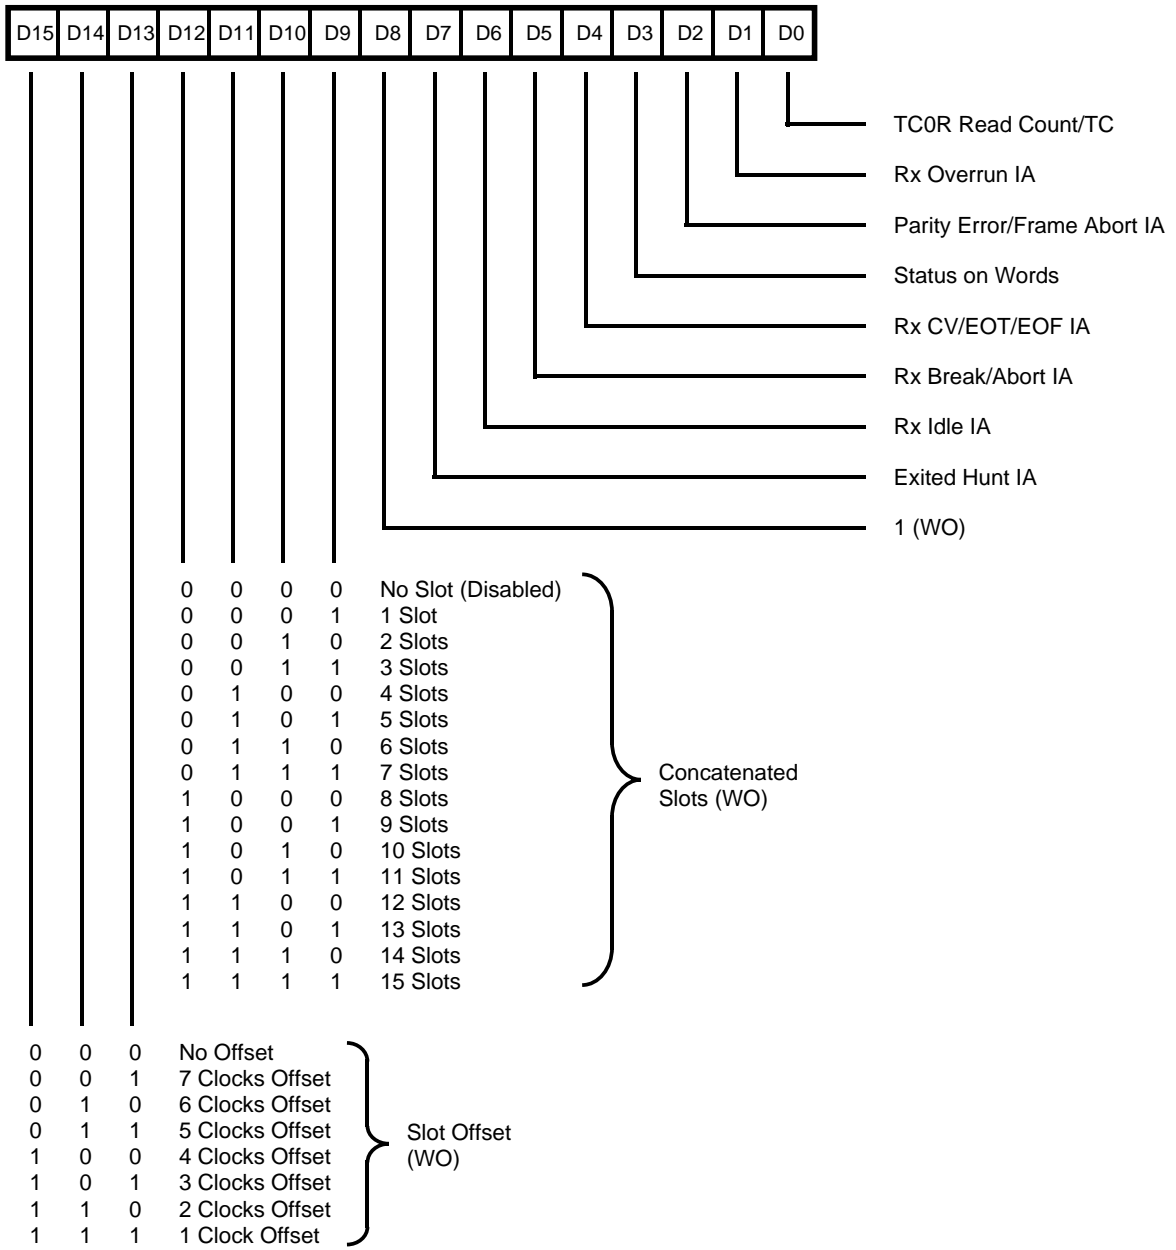 D15 D14 D13 D12 D11 D10 D9 D8 D7 D6 D5 D4 D3 D2 D1 D0
TC0R Read Count/TC
Rx Overrun IA
Parity Error/Frame Abort IA
Status on Words
Rx CV/EOT/EOF IA
Rx Break/Abort IA
Rx Idle IA
Exited Hunt IA
1 (WO)
0 0 0 0 No Slot (Disabled)
0 0 0 1 1 Slot
0 0 1 0 2 Slots
0 0 1 1 3 Slots
0 1 0 0 4 Slots
0 1 0 1 5 Slots
0 1 1 0 6 Slots
0 1 1 1 7 Slots
1 0 0 0 8 Slots
1 0 0 1 9 Slots
1 0 1 0 10 Slots
1 0 1 1 11 Slots
1 1 0 0 12 Slots
1 1 0 1 13 Slots
1 1 1 0 14 Slots
1 1 1 1 15 Slots
Concatenated
Slots (WO)
0 0 0 No Offset
0 0 1 7 Clocks Offset
0 1 0 6 Clocks Offset
0 1 1 5 Clocks Offset
1 0 0 4 Clocks Offset
1 0 1 3 Clocks Offset
1 1 0 2 Clocks Offset
1 1 1 1 Clock Offset
Slot Offset
(WO)